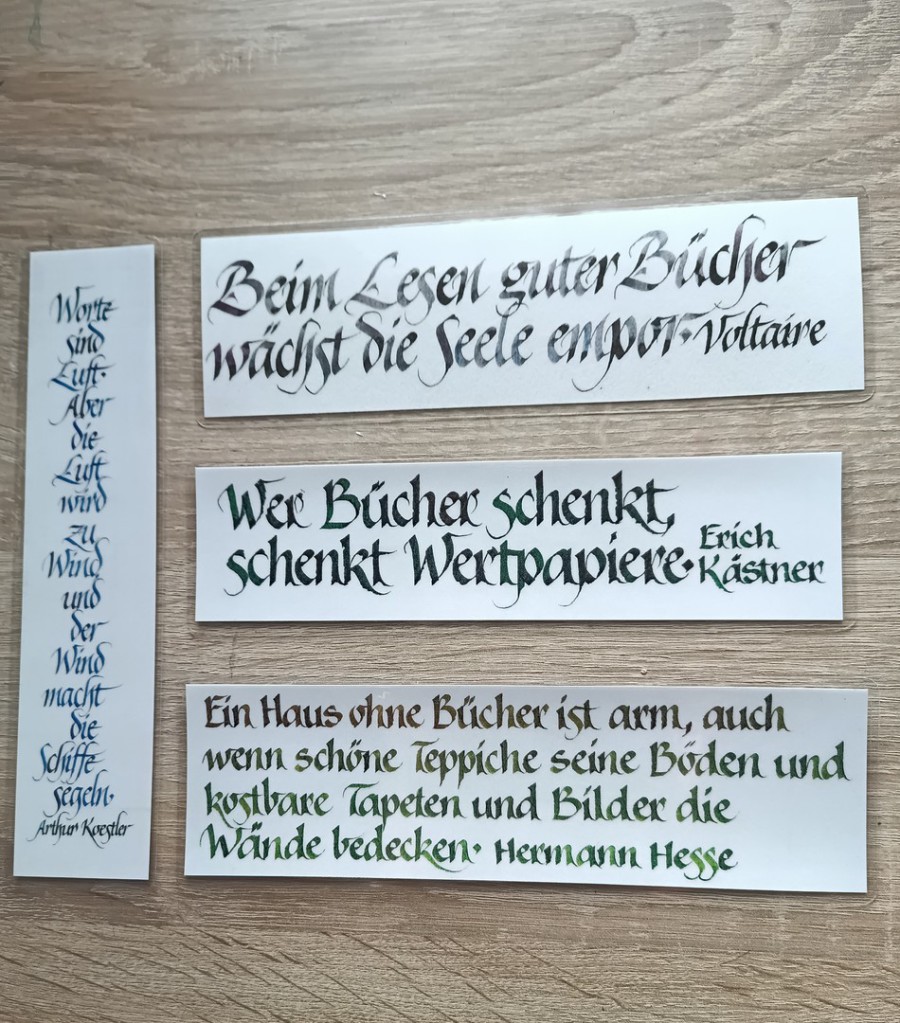 Worte
sind
Luft.
Aber
die
Luft
wird
zu
Wind
und
der
Wind
macht
die
Schiffe
segeln.
Arthur Koestler
Beim Lesen guter Bücher
wächst die Seele empor. Voltaire
Wer Bücher schenkt,
schenkt Wertpapiere. Erich
Kästner
Ein Haus ohne Bücher ist arm, auch
wenn schöne Teppiche seine Böden und
kostbare Tapeten und Bilder die
Wände bedecken. Hermann Hesse